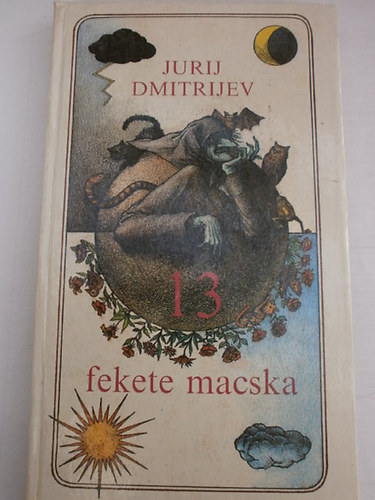 JURIJ
DMITRIJEV
13
fekete macska